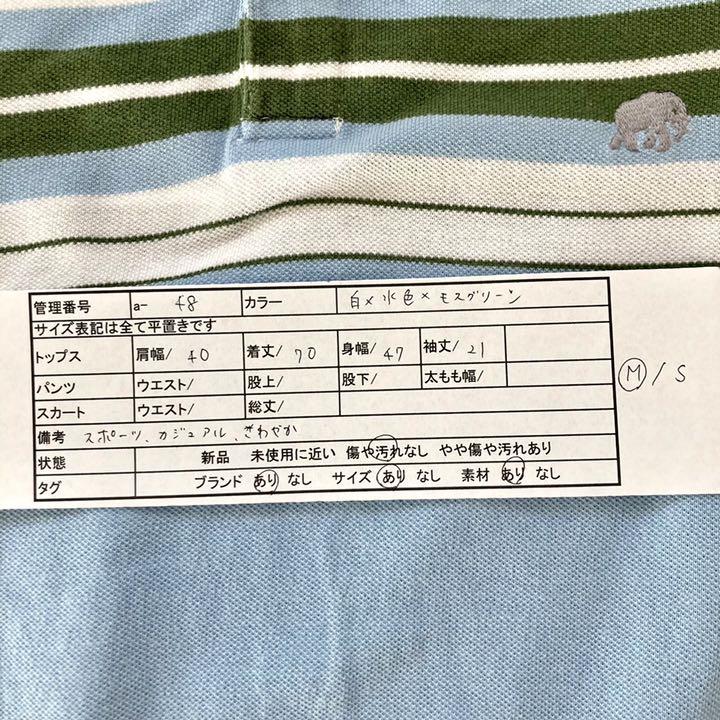 管理番号 a- 48 カラー 白×水色×モスグリーン
サイズ表記は全て平置きです
トップス 肩幅/ 40 着丈/ 70 身幅/ 47 袖丈/ 21
パンツ ウエスト/ 股上/ 股下/ 太もも幅/
M/S
スカート ウエスト/ 総丈/
備考 スポーツ、カジュアル、さわやか
状態 新品 未使用に近い 傷や汚れなし やや傷や汚れあり
タグ ブランド あり なし サイズ あり なし 素材 あり なし